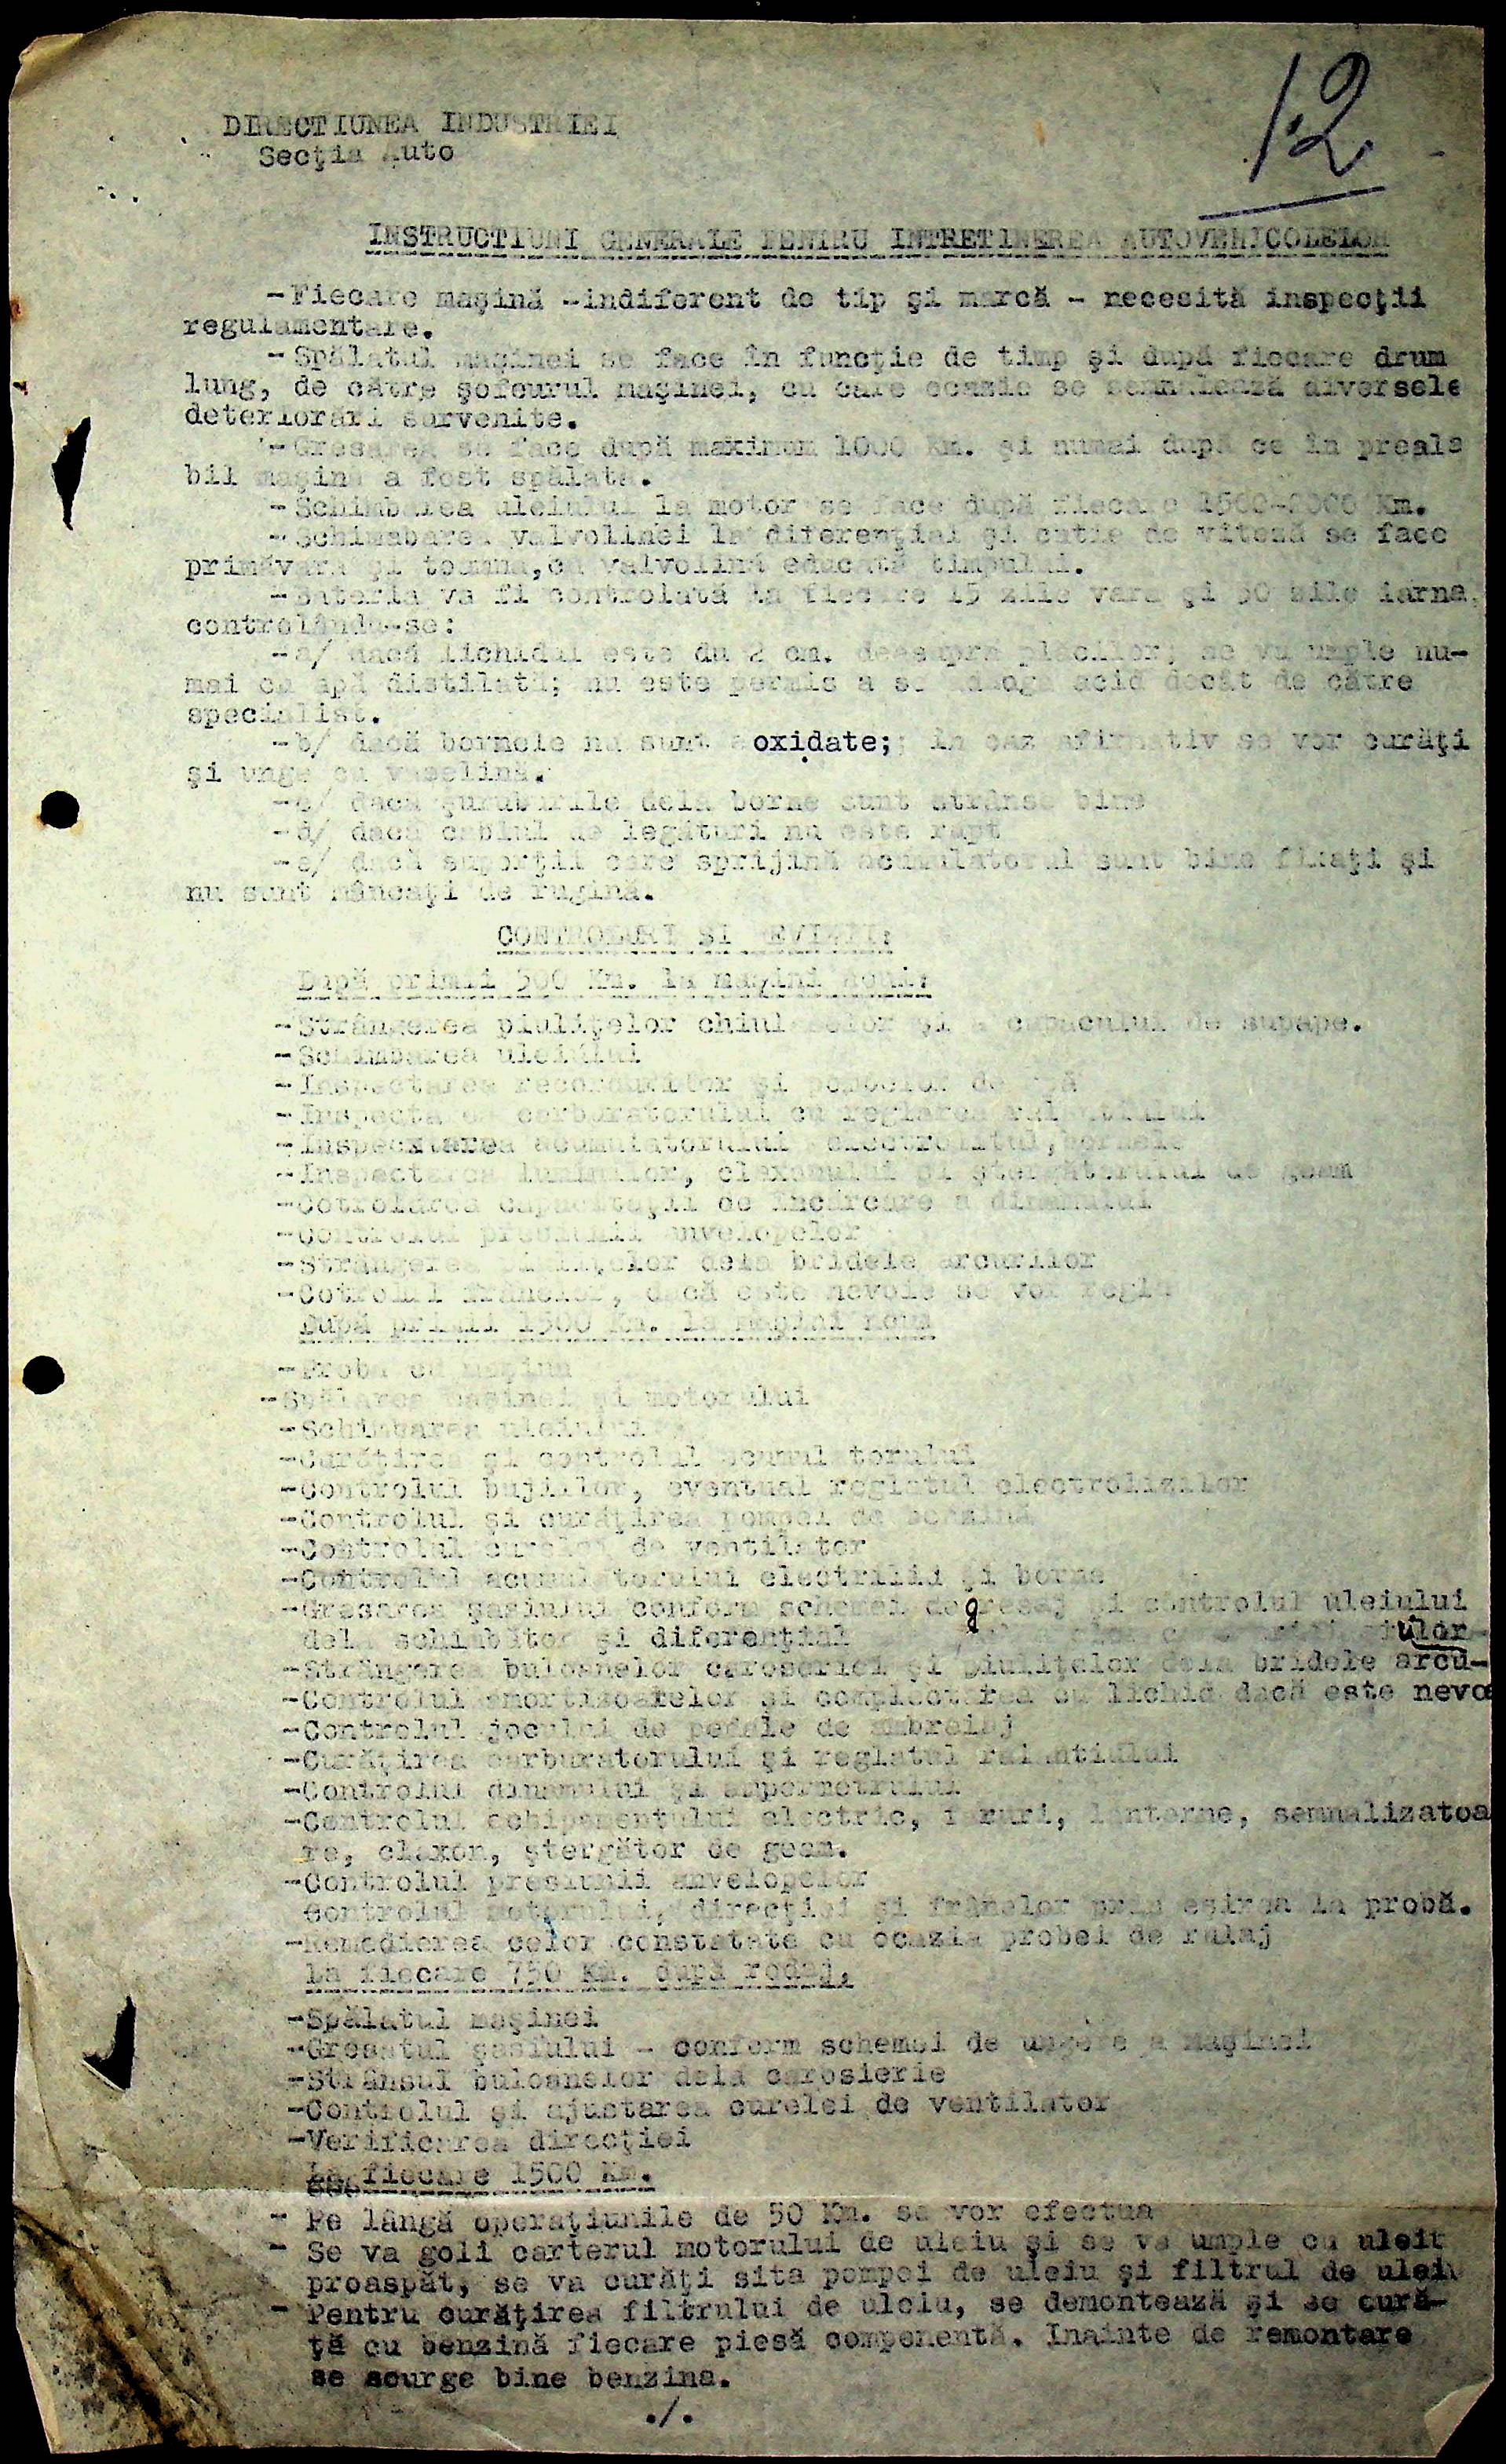 12
DIRECTIUNEA INDUSTRIEI
Secţia Auto
INSTRUCTIUNI GENERALE PENTRU INTRETINEREA AUTOVEHICOLELOR
-Fiecare maşină -indiferent de tip şi marcă - necesită inspecţii
regulamentare.
-Spălatul maşinei se face în funcţie de timp şi după fiecare drum
lung, de către şofeurul maşinei, cu care ocazie se semnalează diversele
deteriorări survenite.
-Gresarea se face după maximum 1000 Km. şi numai după ce în preala
bil maşina a fost spălată.
-Schimbarea uleiului la motor se face după fiecare 1500-2000 Km.
-Schimabarea valvolinei la diferenţial şi cutie de viteză se face
primăvara şi toamna, cu valvolină educată timpului.
-Bateria va fi controlată la fiecare 15 zile vara şi 30 zile iarna,
controlându-se:
-a/ dacă lichidul este du 2 cm. deasupra plăcilor; se va umple nu-
mai cu apă distilată; nu este permis a se adăoga acid decât de către
specialist.
-b/ dacă bornele nu sunt oxidate; în caz afirmativ se vor curăţi
şi unge cu vaselină.
-c/ dacă şuruburile dela borne sunt strânse bine
-d/ dacă cablul de legături nu este rupt
-e/ dacă suporţii care sprijină acumulatorul sunt bine fixaţi şi
nu sunt mâncaţi de rugină.
CONTROLARI SI REVIZII:
După primii 500 Km. la maşini noui:
-Strângerea piuliţelor chiulaselor şi a capacului de supape.
-Schimbarea uleiului
-Inspectarea şi pompelor de apă
-Inspectarea carburatorului cu reglarea ralantiului
-Inspecxtarea acumulatorului electrolitul, bornele
-Inspectarea luminilor, claxonului şi ştergătorului de geam
-Cotrolarea capacităţii de încărcare a dinamului
-Controlul presiunii anvelopelor
-Strângerea piuliţelor dela bridele arcurilor
-Cotrolul frânelor, dacă este nevoie se vor regla
După primii 1500 Km. la maşini noui
-Proba cu maşina
-Spălarea maşinei şi motorului
-Schimbarea uleiului
-Curăţirea şi controlul acumulatorului
-Controlul bujiilor, eventual reglatul electrolizilor
-Controlul şi curăţirea pompei de benzină
-Controlul curelei de ventilator
-Controlul acumulatorului electrilii şi borne
-Gresarea şasiului conform schemei de gresaj şi controlul uleiului
dela schimbător şi diferenţial
-Strângerea buloanelor caroseriei şi piuliţelor dela bridele arcu-
-Controlul amortisoarelor şi complectarea cu lichid dacă este nevoe
-Controlul jocului de pedale de ambreiaj
-Curăţirea carburatorului şi reglatul ralantiului
-Controlul dinamului şi ampermetrului
-Controlul echipamentului electric, faruri, lanterne, semnalizatoa
re, claxon, ştergător de geam.
-Controlul presiunii anvelopelor
Controlul motorului, direcţiei şi frânelor prin eşirea la probă.
-Remedierea celor constatate cu ocazia probei de rulaj
La fiecare 750 Km. după rodaj.
-Spălatul maşinei
-Gresatul şasiului - conform schemei de ungere a maşinei
-Strânsul buloanelor dela carosierie
-Controlul şi ajustarea curelei de ventilator
-Verificarea direcţiei
La fiecare 1500 Km.
- Pe lângă operaţiunile de 50 Km. se vor efectua
- Se va goli carterul motorului de uleiu şi se va umple cu uleiu
proaspăt, se va curăţi sita pompei de uleiu şi filtrul de uleiu
- Pentru curăţirea filtrului de uleiu, se demontează şi se cură-
ţă cu benzină fiecare piesă componentă. Inainte de remontare
se scurge bine benzina.
./.